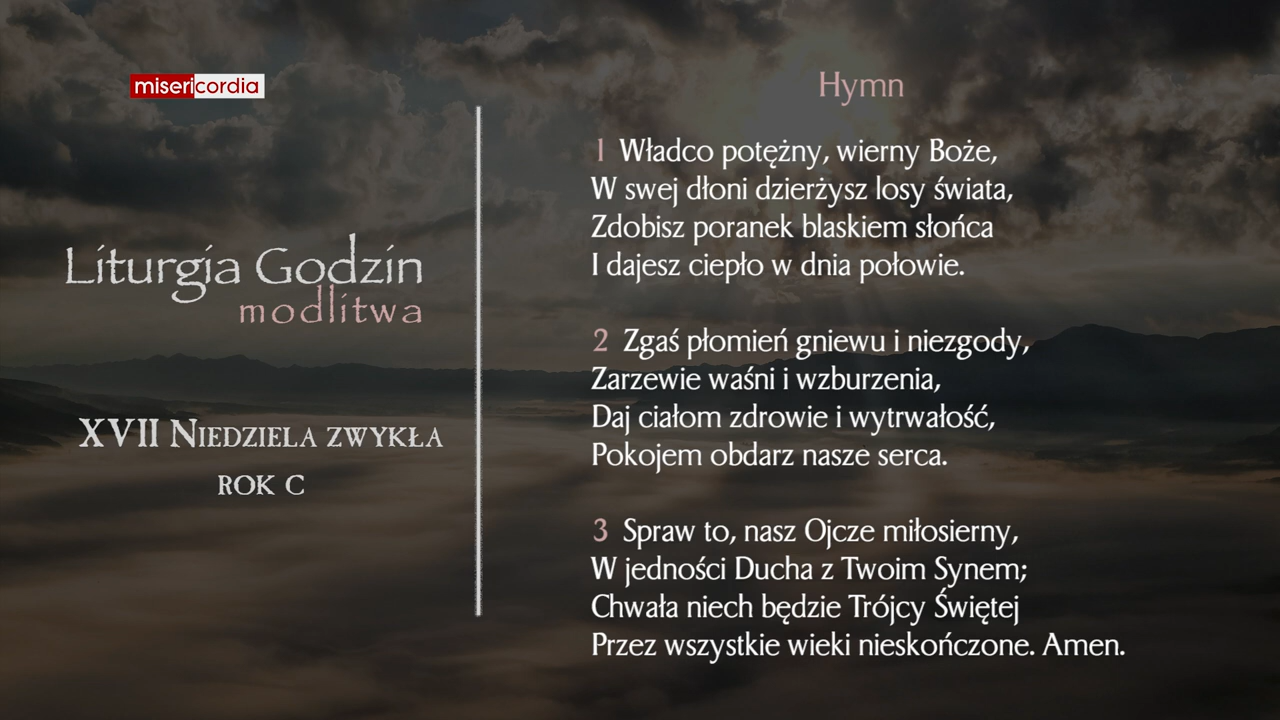 misericordia
Liturgia Godzin
modlitwa
XVII Niedziela zwykła
rok C
Hymn
1 Władco potężny, wierny Boże,
W swej dłoni dzierżysz losy świata,
Zdobisz poranek blaskiem słońca
I dajesz ciepło w dnia połowie.
2 Zgaś płomień gniewu i niezgody,
Zarzewie waśni i wzburzenia,
Daj ciałom zdrowie i wytrwałość,
Pokojem obdarz nasze serca.
3 Spraw to, nasz Ojcze miłosierny,
W jedności Ducha z Twoim Synem;
Chwała niech będzie Trójcy Świętej
Przez wszystkie wieki nieskończone. Amen.